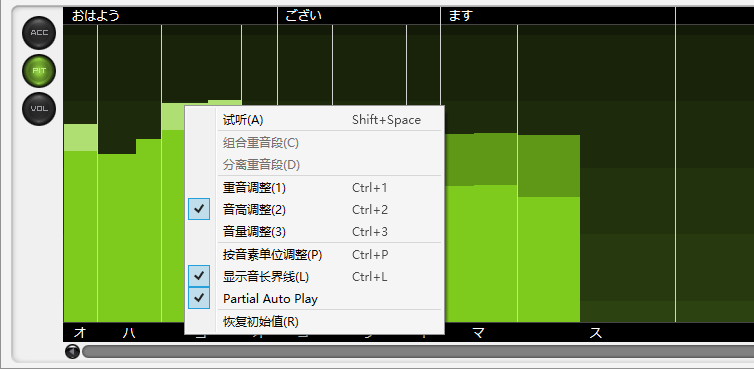 おはよう ござい ます
ACC
PIT
VOL
试听(A) Shift+Space
组合重音段(C)
分离重音段(D)
重音调整(1) Ctrl+1
音高调整(2) Ctrl+2
音量调整(3) Ctrl+3
按音素单位调整(P) Ctrl+P
显示音长界线(L) Ctrl+L
Partial Auto Play
恢复初始值(R)
オ ハ マ ス